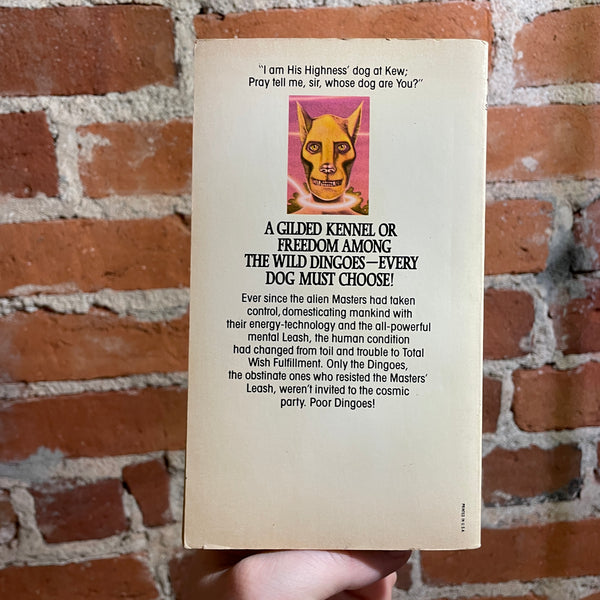 "I am His Highness' dog at Kew;
Pray tell me, sir, whose dog are You?"
A GILDED KENNEL OR
FREEDOM AMONG
THE WILD DINGOES—EVERY
DOG MUST CHOOSE!
Ever since the alien Masters had taken
control, domesticating mankind with
their energy-technology and the all-powerful
mental Leash, the human condition
had changed from toil and trouble to Total
Wish Fulfillment. Only the Dingoes,
the obstinate ones who resisted the Masters'
Leash, weren't invited to the cosmic
party. Poor Dingoes!
PRINTED IN U.S.A.